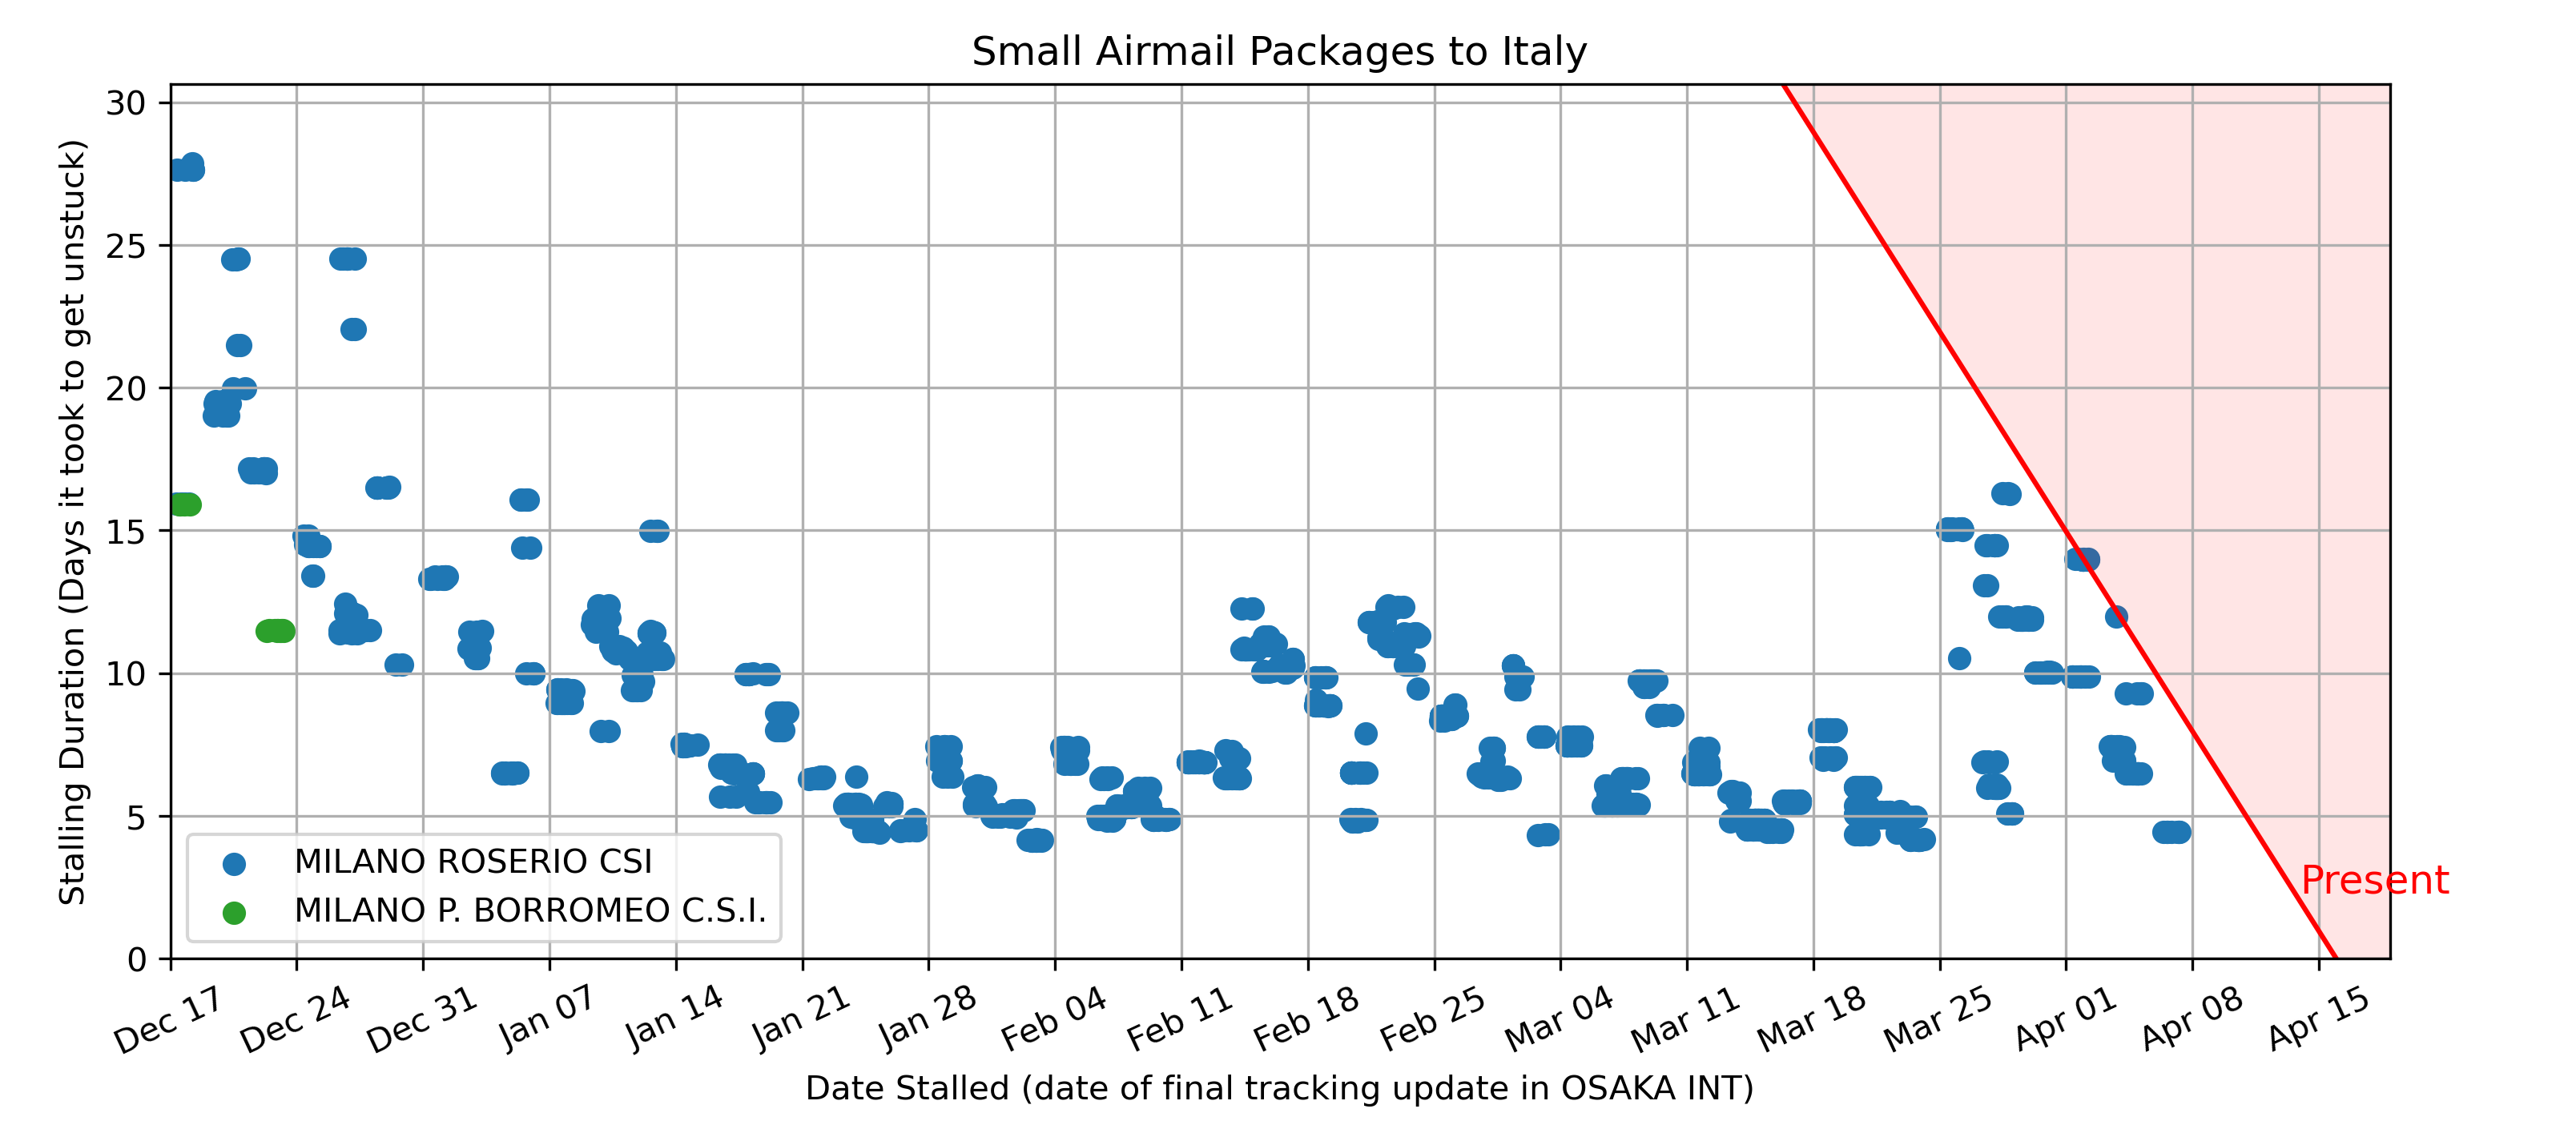 Small Airmail Packages to Italy
Stalling Duration (Days it took to get unstuck)
30
25
20
15
10
5
0
MILANO ROSERIO CSI
MILANO P. BORROMEO C.S.I.
Present
Dec 17
Dec 24
Dec 31
Jan 07
Jan 14
Jan 21
Jan 28
Feb 04
Feb 11
Feb 18
Feb 25
Mar 04
Mar 11
Mar 18
Mar 25
Apr 01
Apr 08
Apr 15
Date Stalled (date of final tracking update in OSAKA INT)